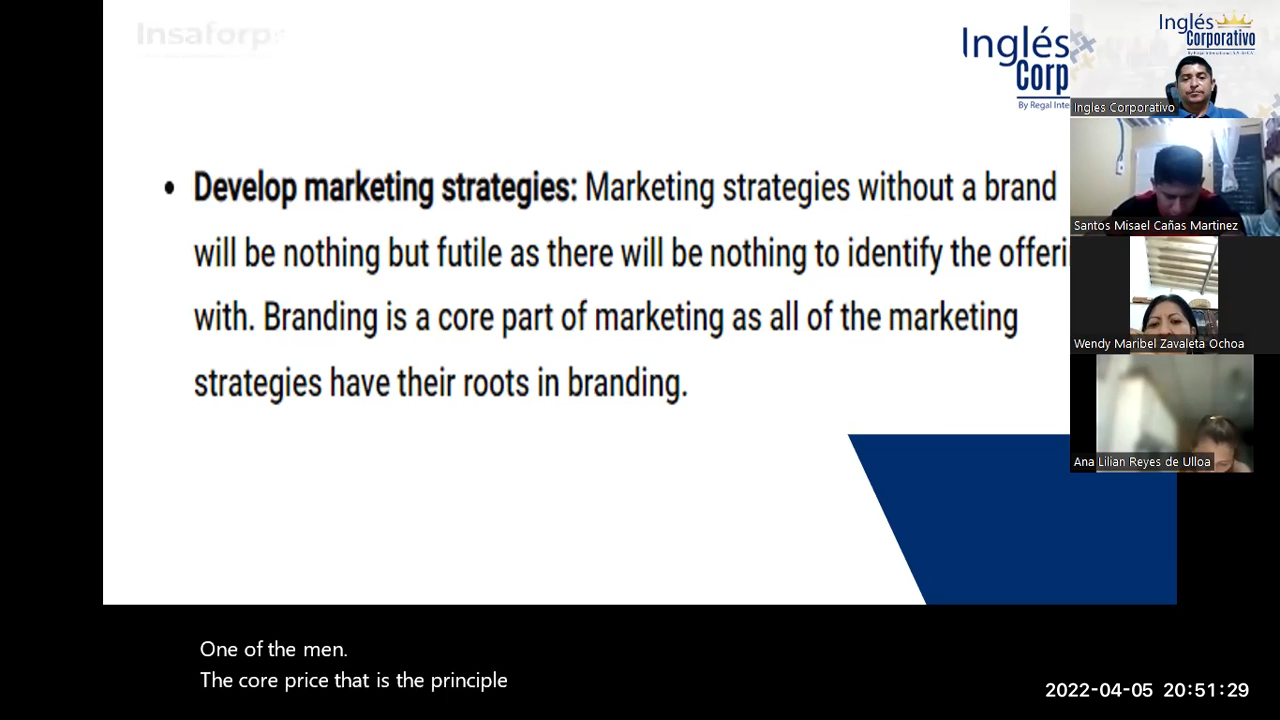 Insaforp
Inglés
Corp
By Regal Inte
• Develop marketing strategies: Marketing strategies without a brand
will be nothing but futile as there will be nothing to identify the offeri
with. Branding is a core part of marketing as all of the marketing
strategies have their roots in branding.
Inglés
Corporativo
Ingles Corporativo
Santos Misael Cañas Martinez
Wendy Maribel Zavaleta Ochoa
Ana Lilian Reyes de Ulloa
One of the men.
The core price that is the principle
2022-04-05 20:51:29